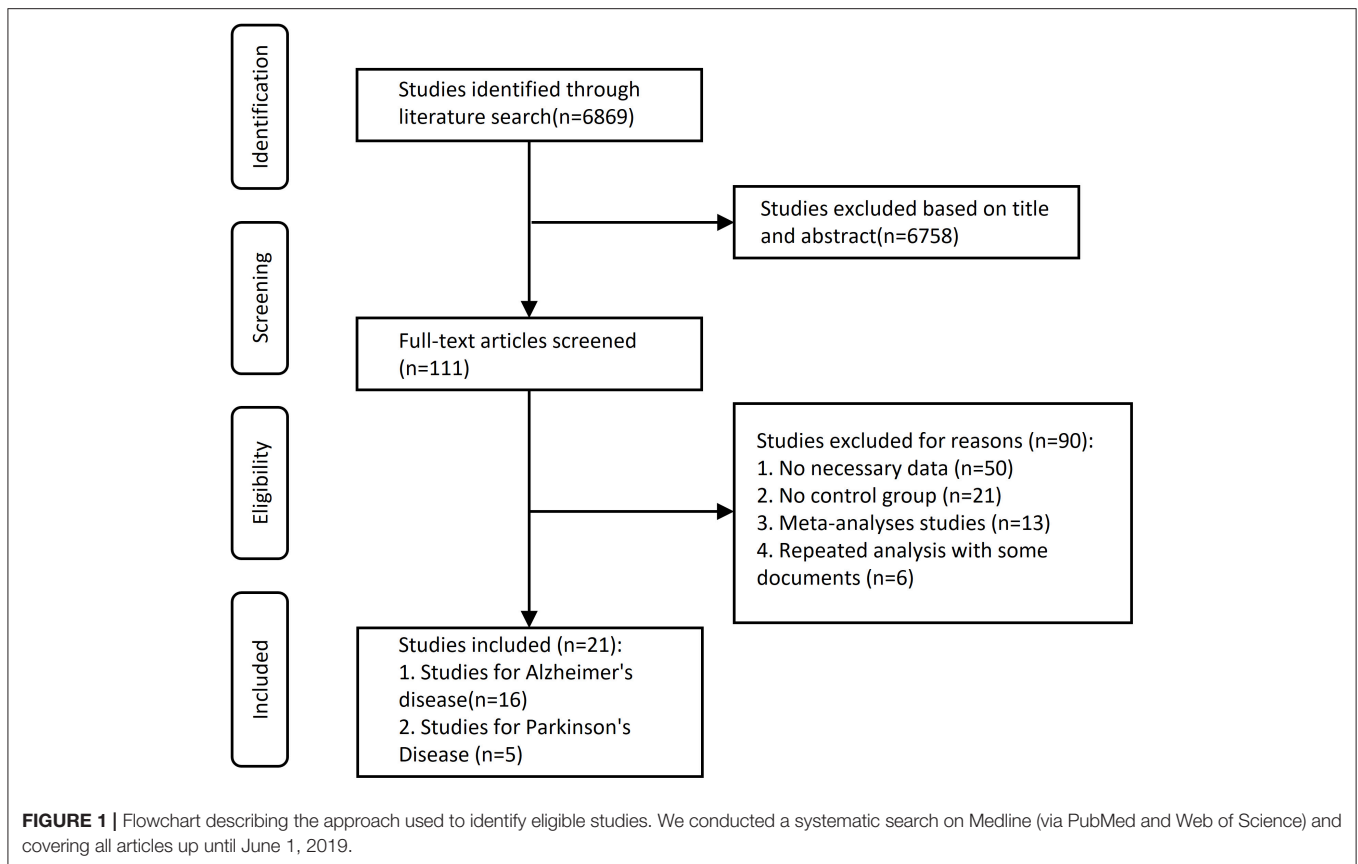 Identification
Studies identified through
literature search(n=6869)
Studies excluded based on title
and abstract(n=6758)
Screening
Full-text articles screened
(n=111)
Eligibility
Studies excluded for reasons (n=90):
1. No necessary data (n=50)
2. No control group (n=21)
3. Meta-analyses studies (n=13)
4. Repeated analysis with some
documents (n=6)
Included
Studies included (n=21):
1. Studies for Alzheimer's
disease(n=16)
2. Studies for Parkinson's
Disease (n=5)
FIGURE 1 | Flowchart describing the approach used to identify eligible studies. We conducted a systematic search on Medline (via PubMed and Web of Science) and
covering all articles up until June 1, 2019.